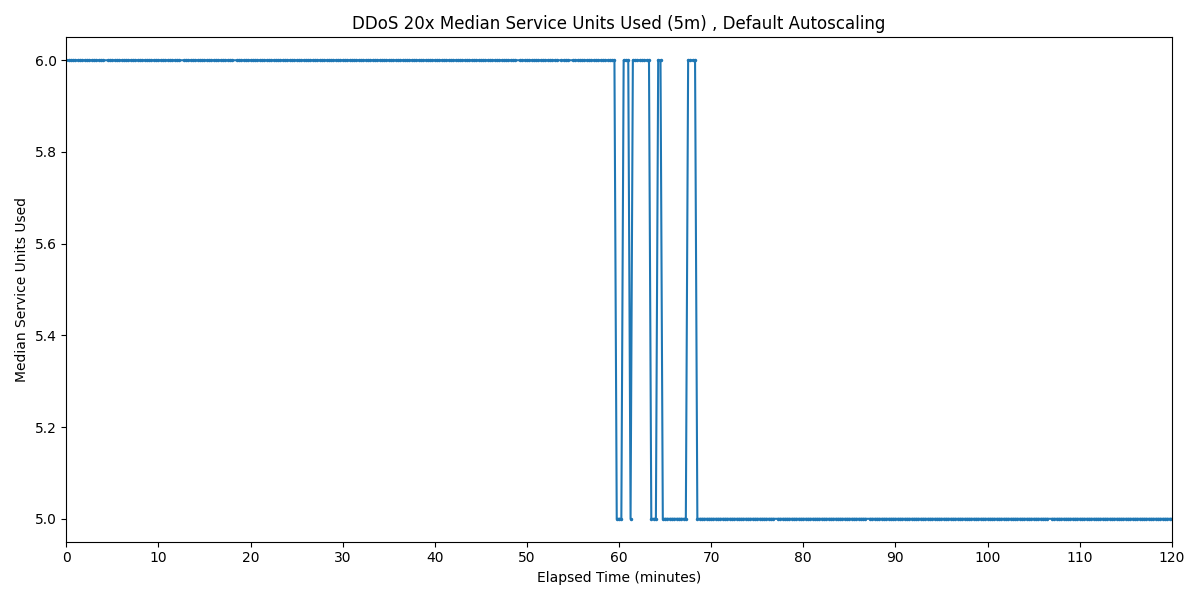 DDoS 20x Median Service Units Used (5m) , Default Autoscaling
Median Service Units Used
6.0
5.8
5.6
5.4
5.2
5.0
0 10 20 30 40 50 60 70 80 90 100 110 120
Elapsed Time (minutes)